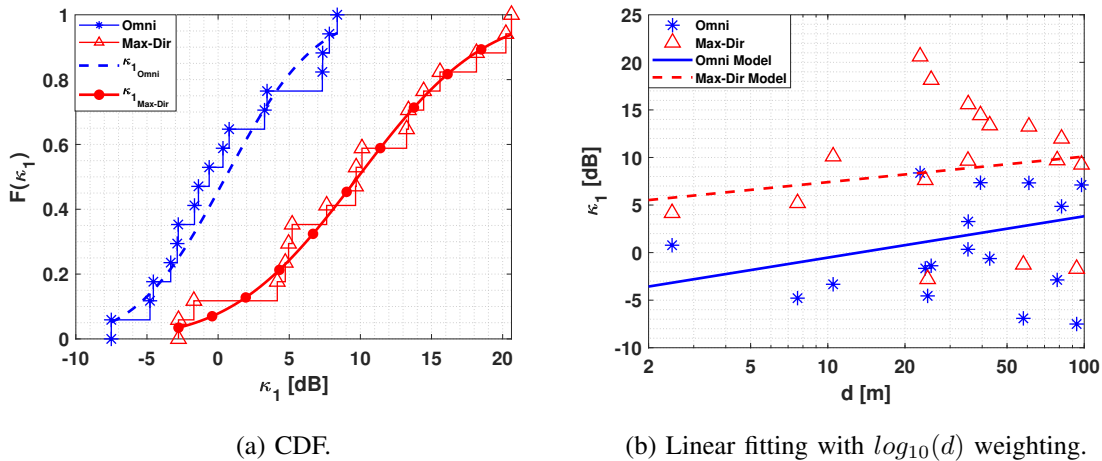 Omni
Max-Dir
κ1Omni
κ1Max-Dir
F(κ1)
1
0.8
0.6
0.4
0.2
0
-10 -5 0 5 10 15 20
κ1 [dB]
(a) CDF.
Omni
Max-Dir
Omni Model
Max-Dir Model
κ1 [dB]
25
20
15
10
5
0
-5
-10
2 5 10 20 50 100
d [m]
(b) Linear fitting with log10(d) weighting.